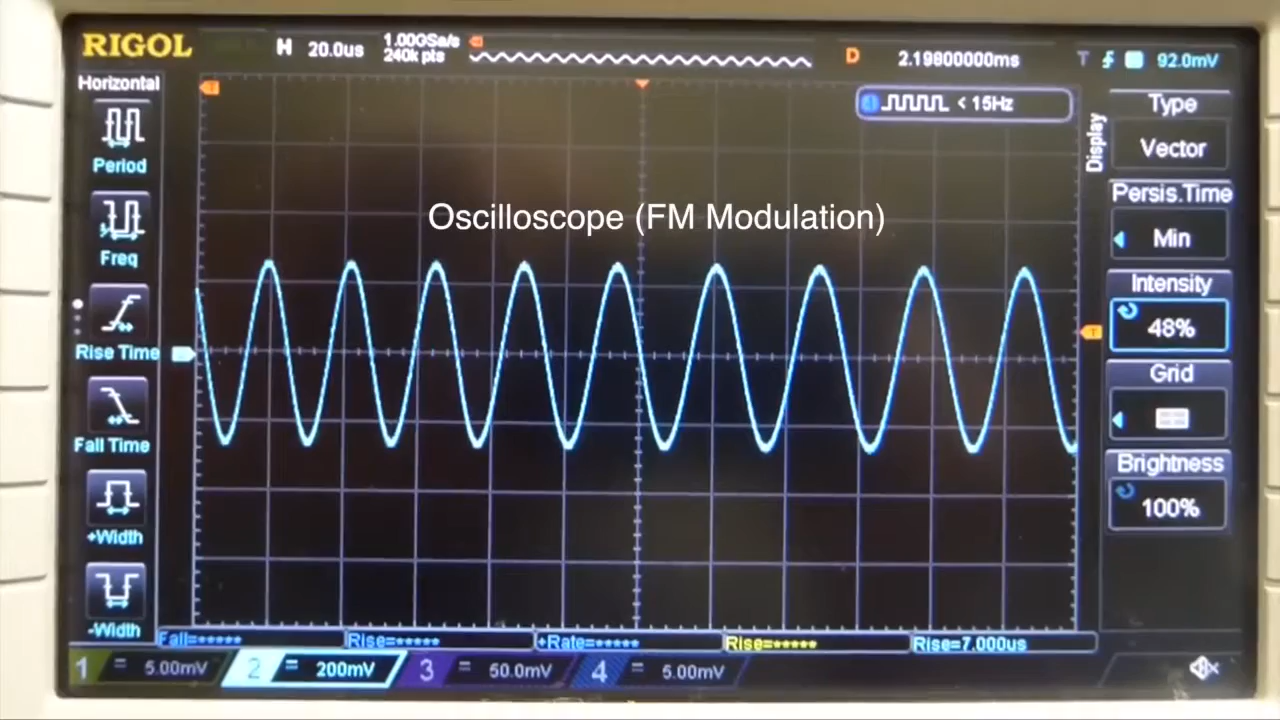 RIGOL
H 20.0us 1.00GSa/s
240k pts
D 2.19800000ms
T 92.0mV
Horizontal
< 15Hz
Display
Type
Vector
Period
Persis.Time
Min
Oscilloscope (FM Modulation)
Freq
Intensity
48%
Rise Time
T
Grid
Fall Time
Brightness
100%
+Width
-Width
Fall=***** Rise=***** +Rate=***** Rise=***** Rise=7.000us
1 = 5.00mV 2 = 200mV 3 = 50.0mV 4 = 5.00mV